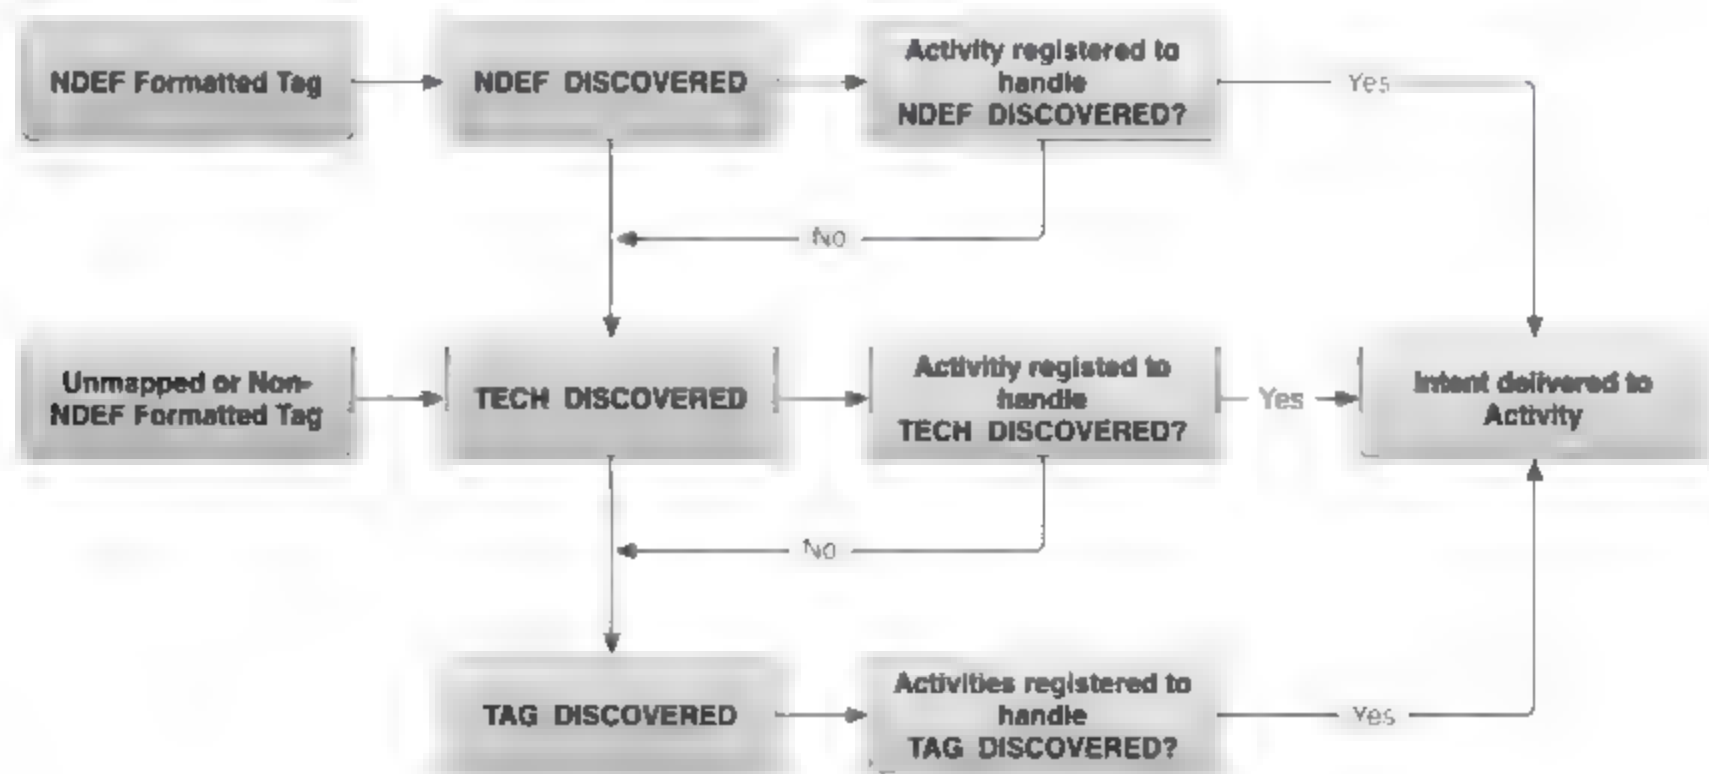 NDEF Formatted Tag
NDEF DISCOVERED
Activity registered to
handle
NDEF DISCOVERED?
Yes
No
Unmapped or Non-
NDEF Formatted Tag
TECH DISCOVERED
Activitiy registed to
handle
TECH DISCOVERED?
Yes
Intent delivered to
Activity
No
TAG DISCOVERED
Activities registered to
handle
TAG DISCOVERED?
Yes